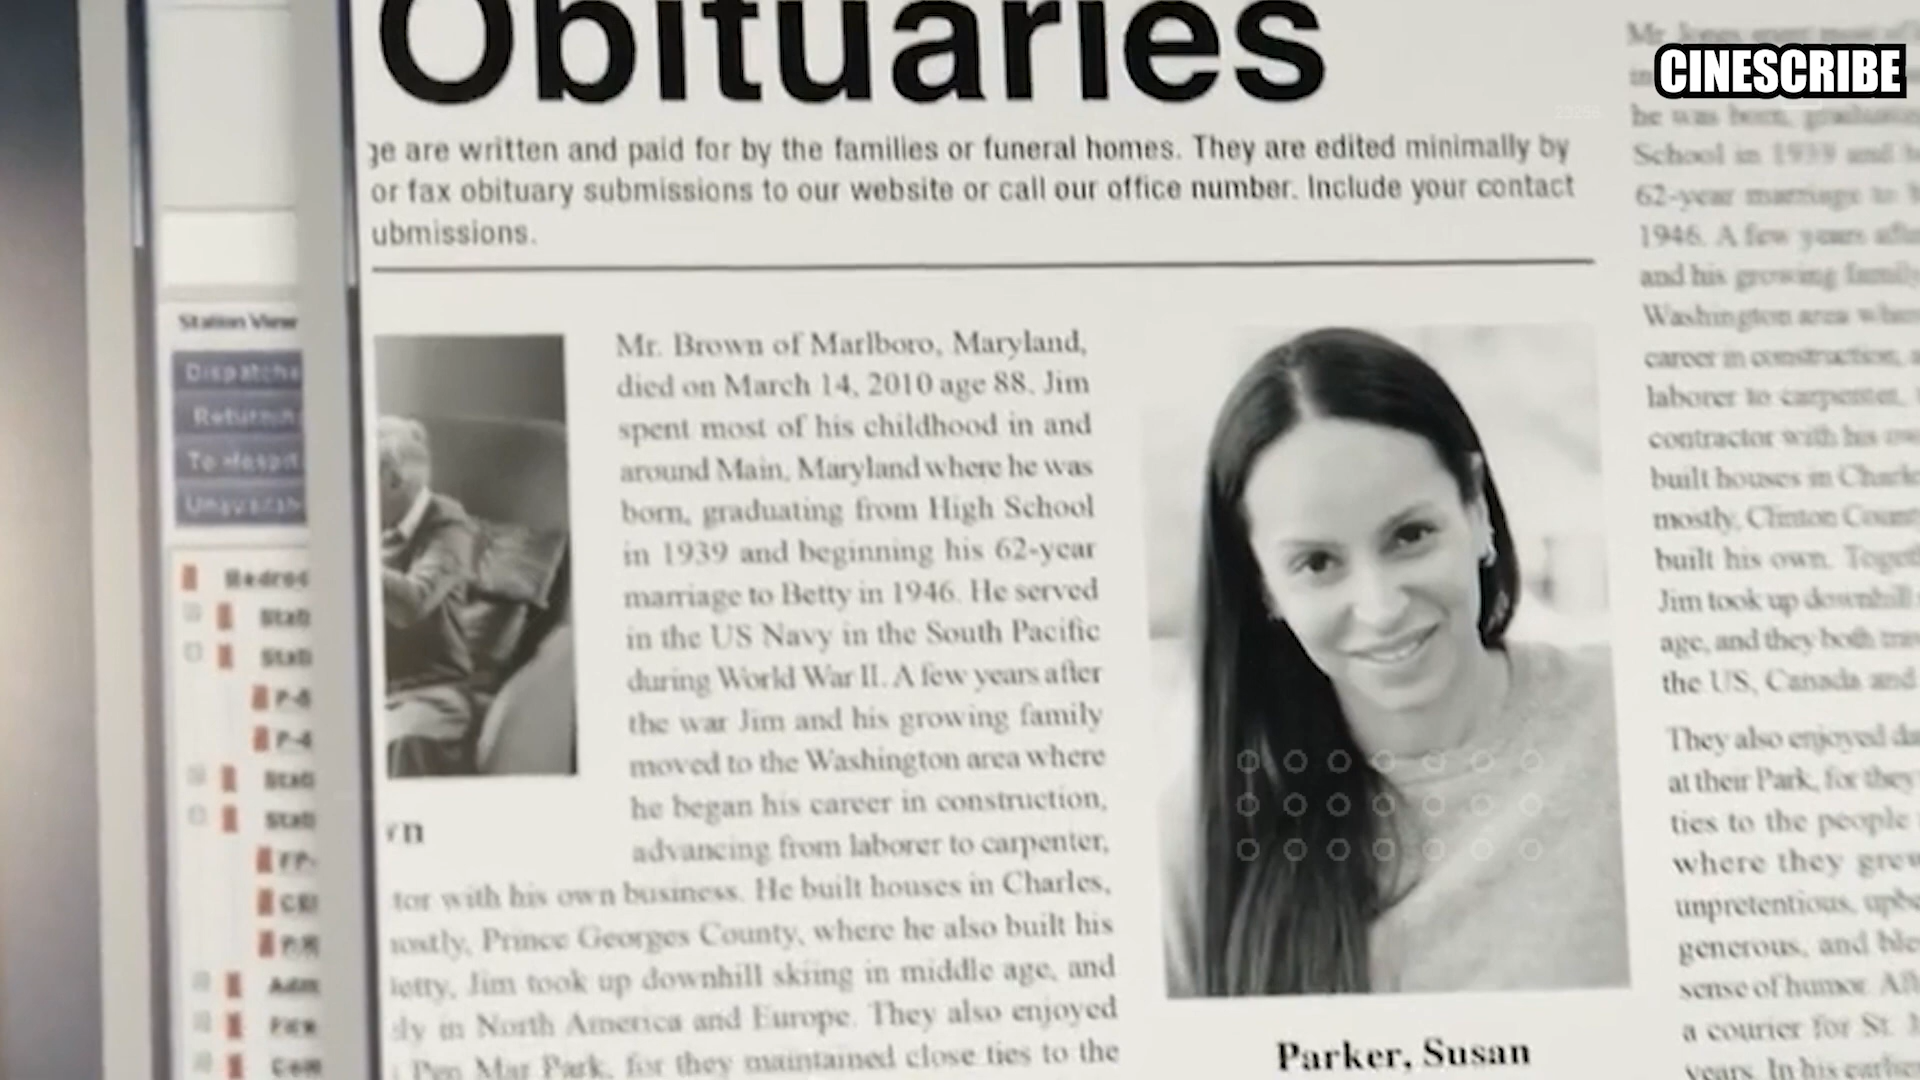 Obituaries
CINESCRIBE
ge are written and paid for by the families or funeral homes. They are edited minimally by
or fax obituary submissions to our website or call our office number. Include your contact
ubmissions.
Station View
Mr. Brown of Marlboro, Maryland,
died on March 14, 2010 age 88. Jim
spent most of his childhood in and
around Main, Maryland where he was
born, graduating from High School
in 1939 and beginning his 62-year
marriage to Betty in 1946. He served
in the US Navy in the South Pacific
during World War II. A few years after
the war Jim and his growing family
moved to the Washington area where
he began his career in construction,
advancing from laborer to carpenter,
tor with his own business. He built houses in Charles,
ostly, Prince Georges County, where he also built his
etty, Jim took up downhill skiing in middle age, and
ly in North America and Europe. They also enjoyed
Pen Mar Park, for they maintained close ties to the
Parker, Susan
he was born,
School in 1939 and
62-year marriage to
1946. A few years
and his growing family
Washington area
career in construction,
laborer to carpenter,
contractor with his
built houses in
mostly, Clinton
built his own.
Jim took up downhill
age, and they both
the US, Canada and
They also enjoyed
at their Park, for they
ties to the people
where they grew
unpretentious,
generous, and
sense of humor.
a courier for St.
years. In his earlier